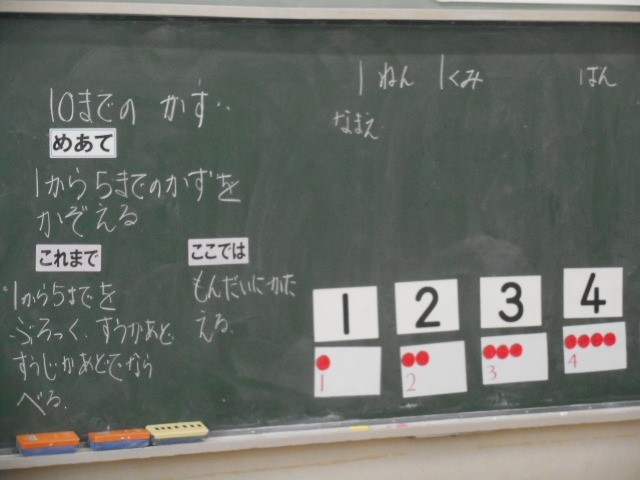 10までの かず
めあて
1から5までのかずを
かぞえる
これまで
1から5までを
ぶろっく、すうかあど、
すうじかあどでなら
べる。
ここでは
もんだいにかた
える。
1ねん 1くみ はん
なまえ
1 2 3 4
1 2 3 4